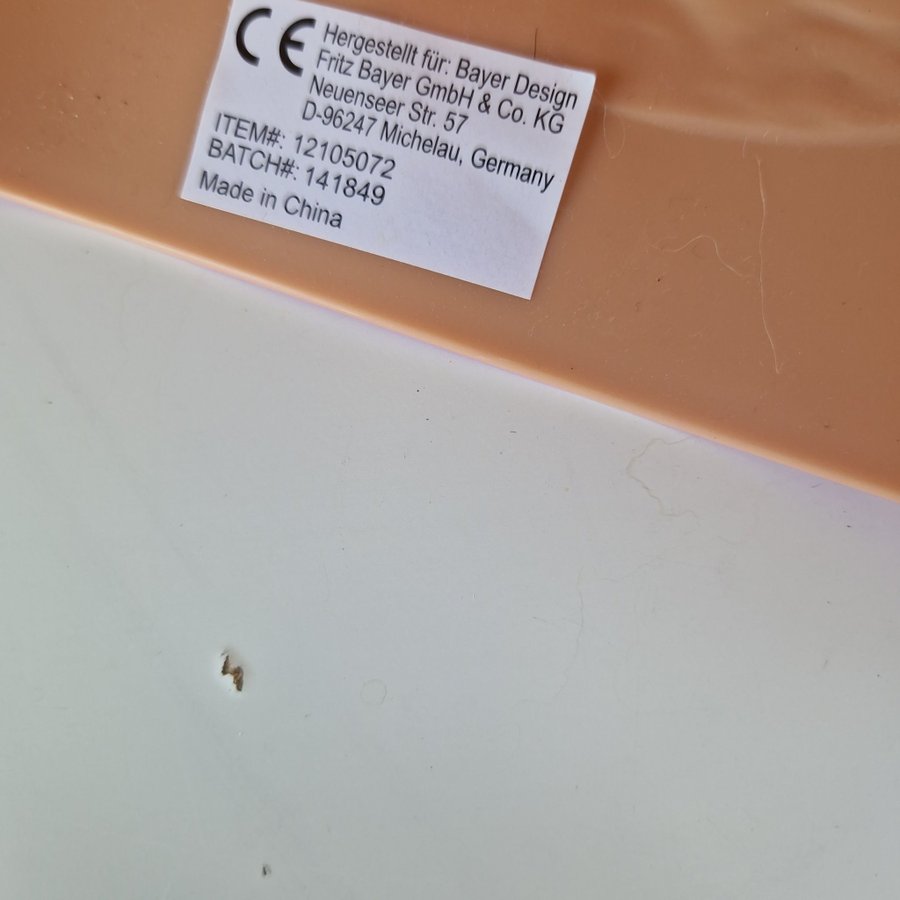 CE
Hergestellt für: Bayer Design
Fritz Bayer GmbH & Co. KG
Neuenseer Str. 57
D-96247 Michelau, Germany
ITEM#: 12105072
BATCH#: 141849
Made in China